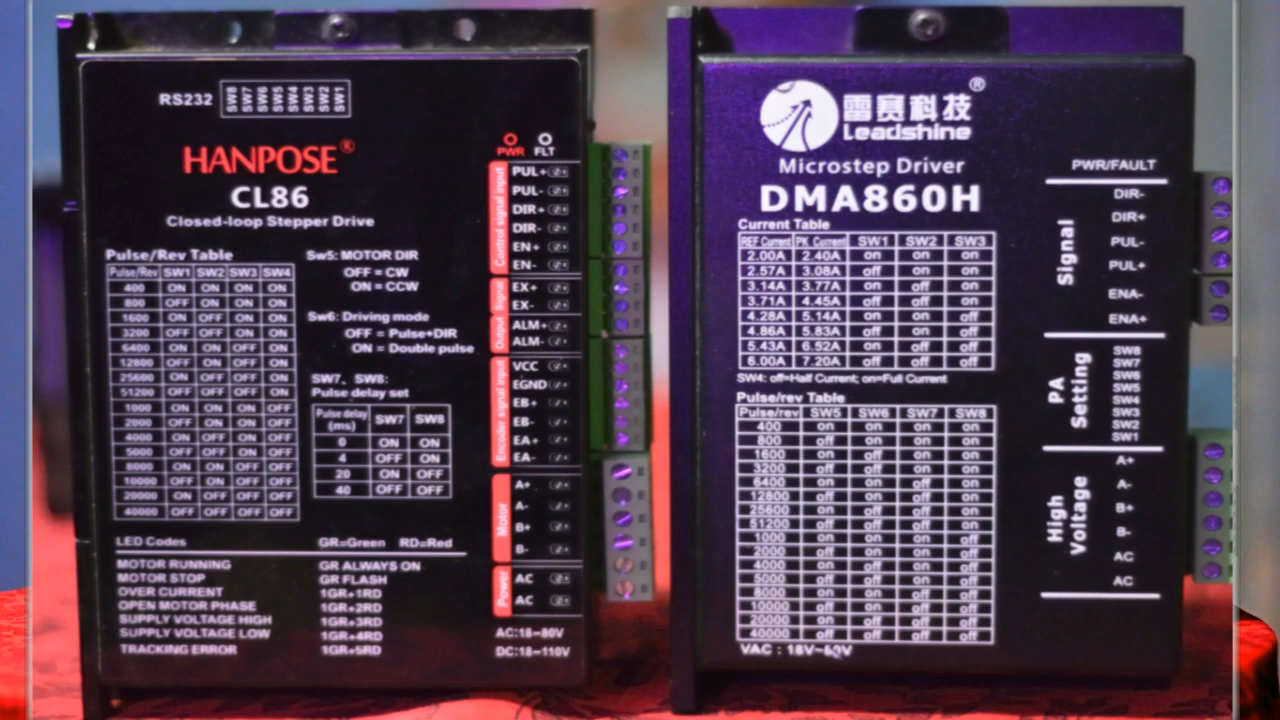 RS232 SW8 SW7 SW6 SW5 SW4 SW3 SW2 SW1
HANPOSE®
CL86
Closed-loop Stepper Drive
Pulse/Rev Table
Pulse/Rev SW1 SW2 SW3 SW4
400 ON ON ON ON
800 OFF ON ON ON
1600 ON OFF ON ON
3200 OFF OFF ON ON
6400 ON ON OFF ON
12800 OFF ON OFF ON
25600 ON OFF OFF ON
51200 OFF OFF OFF ON
1000 ON ON ON OFF
2000 OFF ON ON OFF
4000 ON OFF ON OFF
5000 OFF OFF ON OFF
8000 ON ON OFF OFF
10000 OFF ON OFF OFF
20000 ON OFF OFF OFF
40000 OFF OFF OFF OFF
Sw5: MOTOR DIR
OFF = CW
ON = CCW
Sw6: Driving mode
OFF = Pulse+DIR
ON = Double pulse
SW7、SW8:
Pulse delay set
Pulse delay (ms) SW7 SW8
0 ON ON
4 OFF ON
20 ON OFF
40 OFF OFF
LED Codes GR=Green RD=Red
MOTOR RUNNING GR ALWAYS ON
MOTOR STOP GR FLASH
OVER CURRENT 1GR+1RD
OPEN MOTOR PHASE 1GR+2RD
SUPPLY VOLTAGE HIGH 1GR+3RD
SUPPLY VOLTAGE LOW 1GR+4RD
TRACKING ERROR 1GR+5RD
PWR FLT
Control signal input
PUL+
PUL-
DIR+
DIR-
EN+
EN-
Signal
EX+
EX-
Output
ALM+
ALM-
Encoder signal input
VCC
EGND
EB+
EB-
EA+
EA-
Motor
A+
A-
B+
B-
Power
AC
AC
AC:18~80V
DC:18~110V
雷赛科技®
Leadshine
Microstep Driver
DMA860H
Current Table
REF Current PK. Current SW1 SW2 SW3
2.00A 2.40A on on on
2.57A 3.08A off on on
3.14A 3.77A on off on
3.71A 4.45A off off on
4.28A 5.14A on on off
4.86A 5.83A off on off
5.43A 6.52A on off off
6.00A 7.20A off off off
SW4: off=Half Current; on=Full Current
Pulse/rev Table
Pulse/rev SW5 SW6 SW7 SW8
400 on on on on
800 off on on on
1600 on off on on
3200 off off on on
6400 on on off on
12800 off on off on
25600 on off off on
51200 off off off on
1000 on on on off
2000 off on on off
4000 on off on off
5000 off off on off
8000 on on off off
10000 off on off off
20000 on off off off
40000 off off off off
VAC : 18V~60V
PWR/FAULT
Signal
DIR-
DIR+
PUL-
PUL+
ENA-
ENA+
PA Setting
SW8
SW7
SW6
SW5
SW4
SW3
SW2
SW1
High Voltage
A+
A-
B+
B-
AC
AC